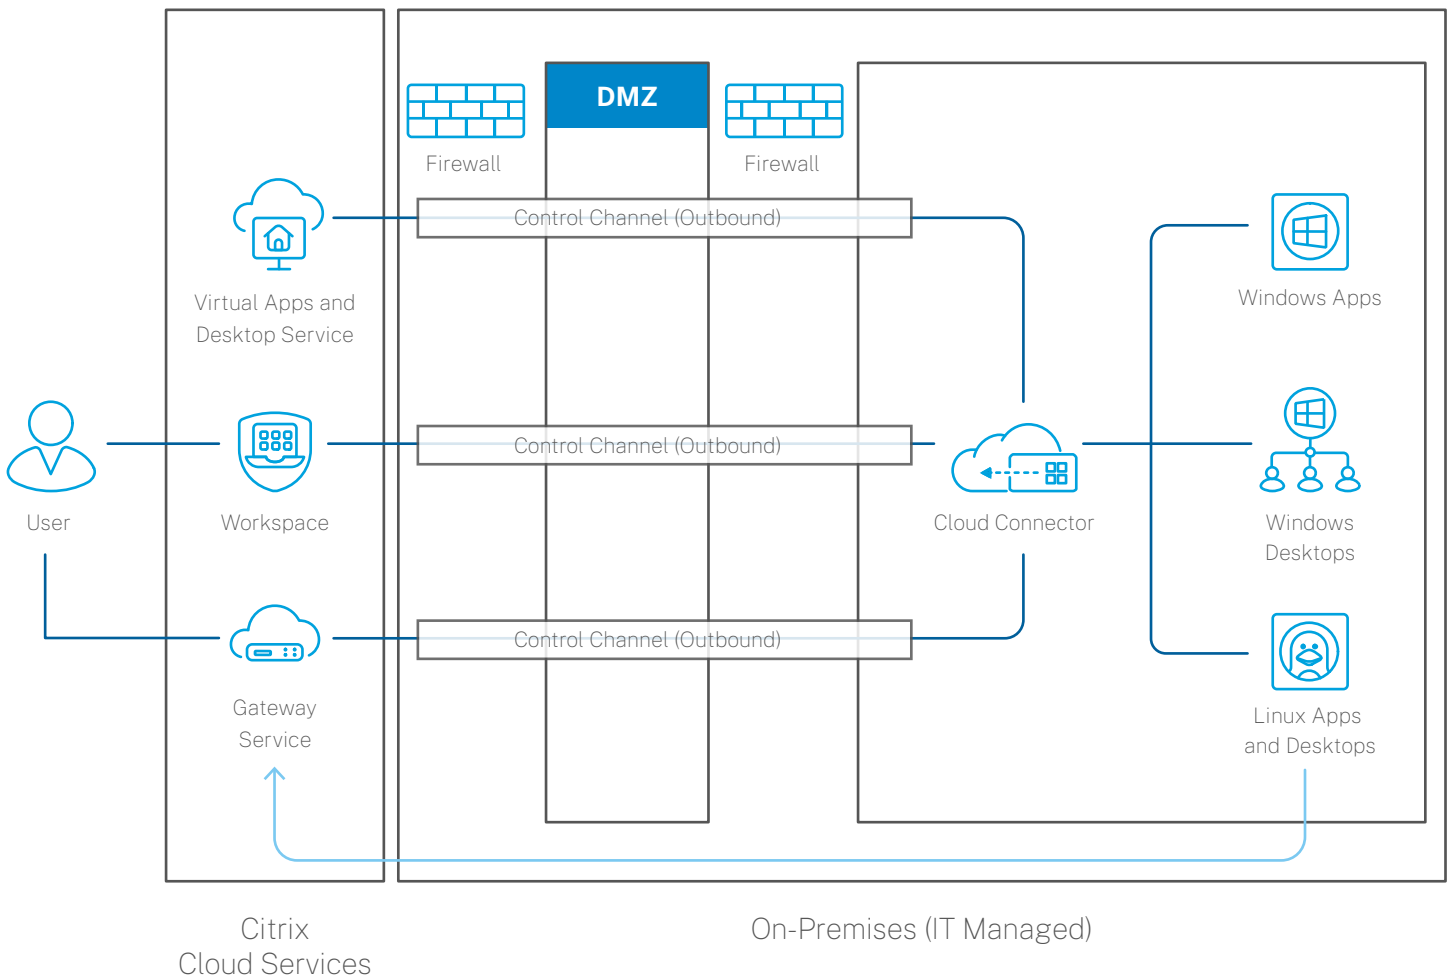 DMZ
Firewall
Firewall
Control Channel (Outbound)
Virtual Apps and
Desktop Service
Windows Apps
Control Channel (Outbound)
User
Workspace
Cloud Connector
Windows
Desktops
Control Channel (Outbound)
Gateway
Service
Linux Apps
and Desktops
Citrix
Cloud Services
On-Premises (IT Managed)